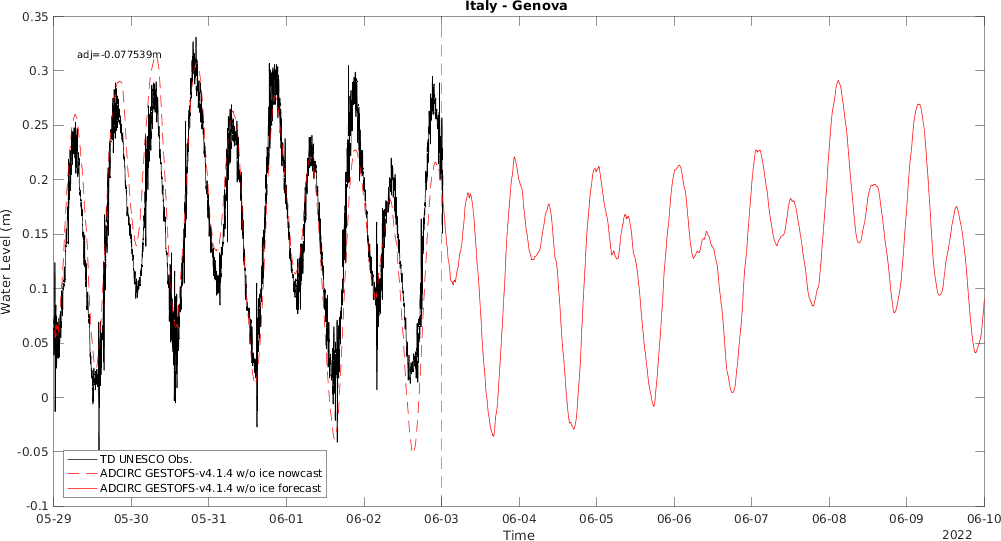 Italy - Genova
0.35
0.3
0.25
0.2
0.15
0.1
0.05
0
-0.05
-0.1
Water Level (m)
adj=-0.077539m
TD UNESCO Obs.
ADCIRC GESTOFS-v4.1.4 w/o ice nowcast
ADCIRC GESTOFS-v4.1.4 w/o ice forecast
05-29 05-30 05-31 06-01 06-02 06-03 06-04 06-05 06-06 06-07 06-08 06-09 06-10
Time
2022